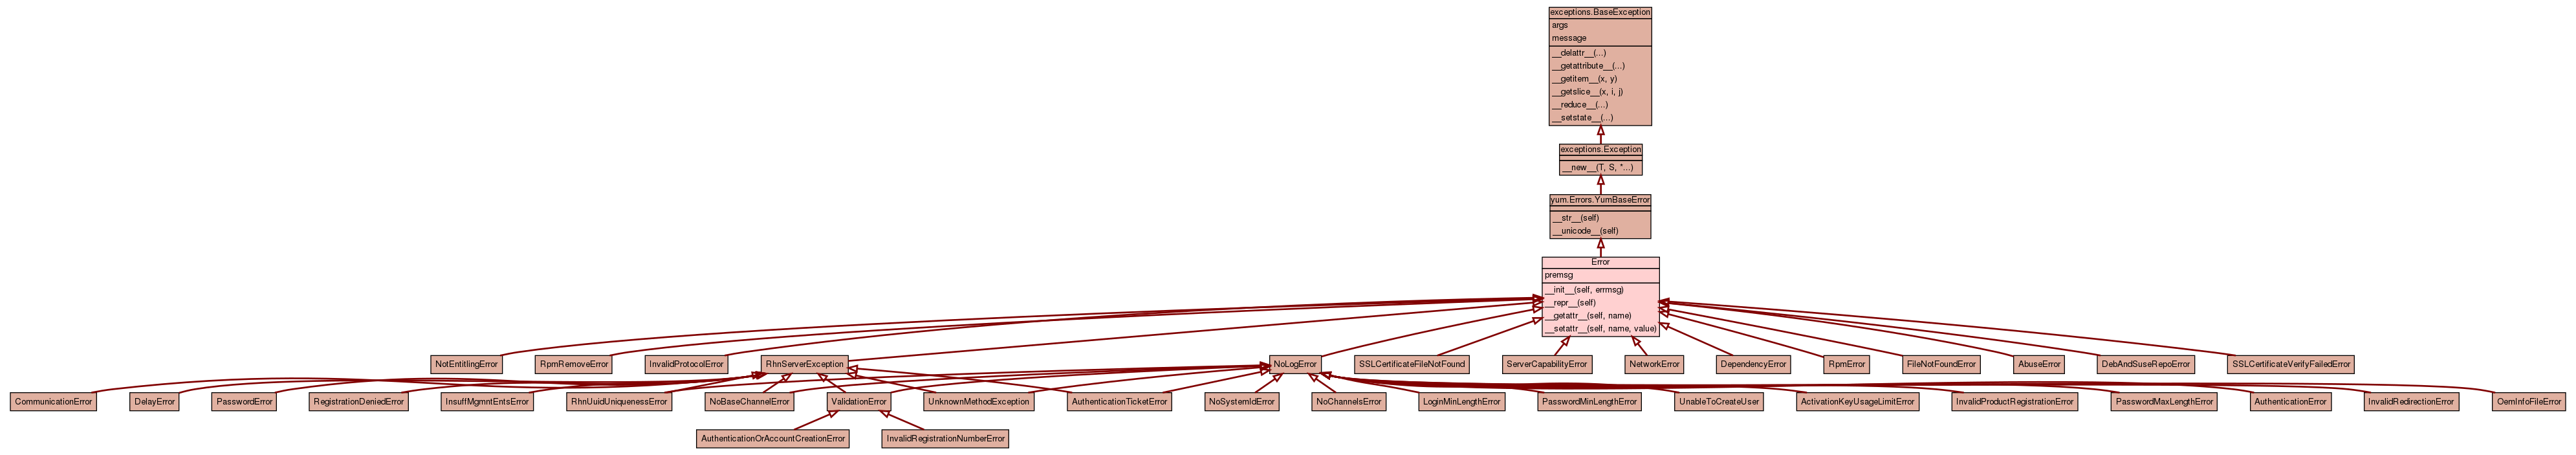 exceptions.BaseException
args
message
__delattr__(...)
__getattribute__(...)
__getitem__(x, y)
__getslice__(x, i, j)
__reduce__(...)
__setstate__(...)
exceptions.Exception
__new__(T, S, *...)
yum.Errors.YumBaseError
__str__(self)
__unicode__(self)
Error
premsg
__init__(self, errmsg)
__repr__(self)
__getattr__(self, name)
__setattr__(self, name, value)
NotEntitlingError
RpmRemoveError
InvalidProtocolError
RhnServerException
NoLogError
SSLCertificateFileNotFound
ServerCapabilityError
NetworkError
DependencyError
RpmError
FileNotFoundError
AbuseError
DebAndSuseRepoError
SSLCertificateVerifyFailedError
CommunicationError
DelayError
PasswordError
RegistrationDeniedError
InsuffMgmntEntsError
RhnUuidUniquenessError
NoBaseChannelError
ValidationError
UnknownMethodException
AuthenticationTicketError
NoSystemIdError
NoChannelsError
LoginMinLengthError
PasswordMinLengthError
UnableToCreateUser
ActivationKeyUsageLimitError
InvalidProductRegistrationError
PasswordMaxLengthError
AuthenticationError
InvalidRedirectionError
OemInfoFileError
AuthenticationOrAccountCreationError
InvalidRegistrationNumberError